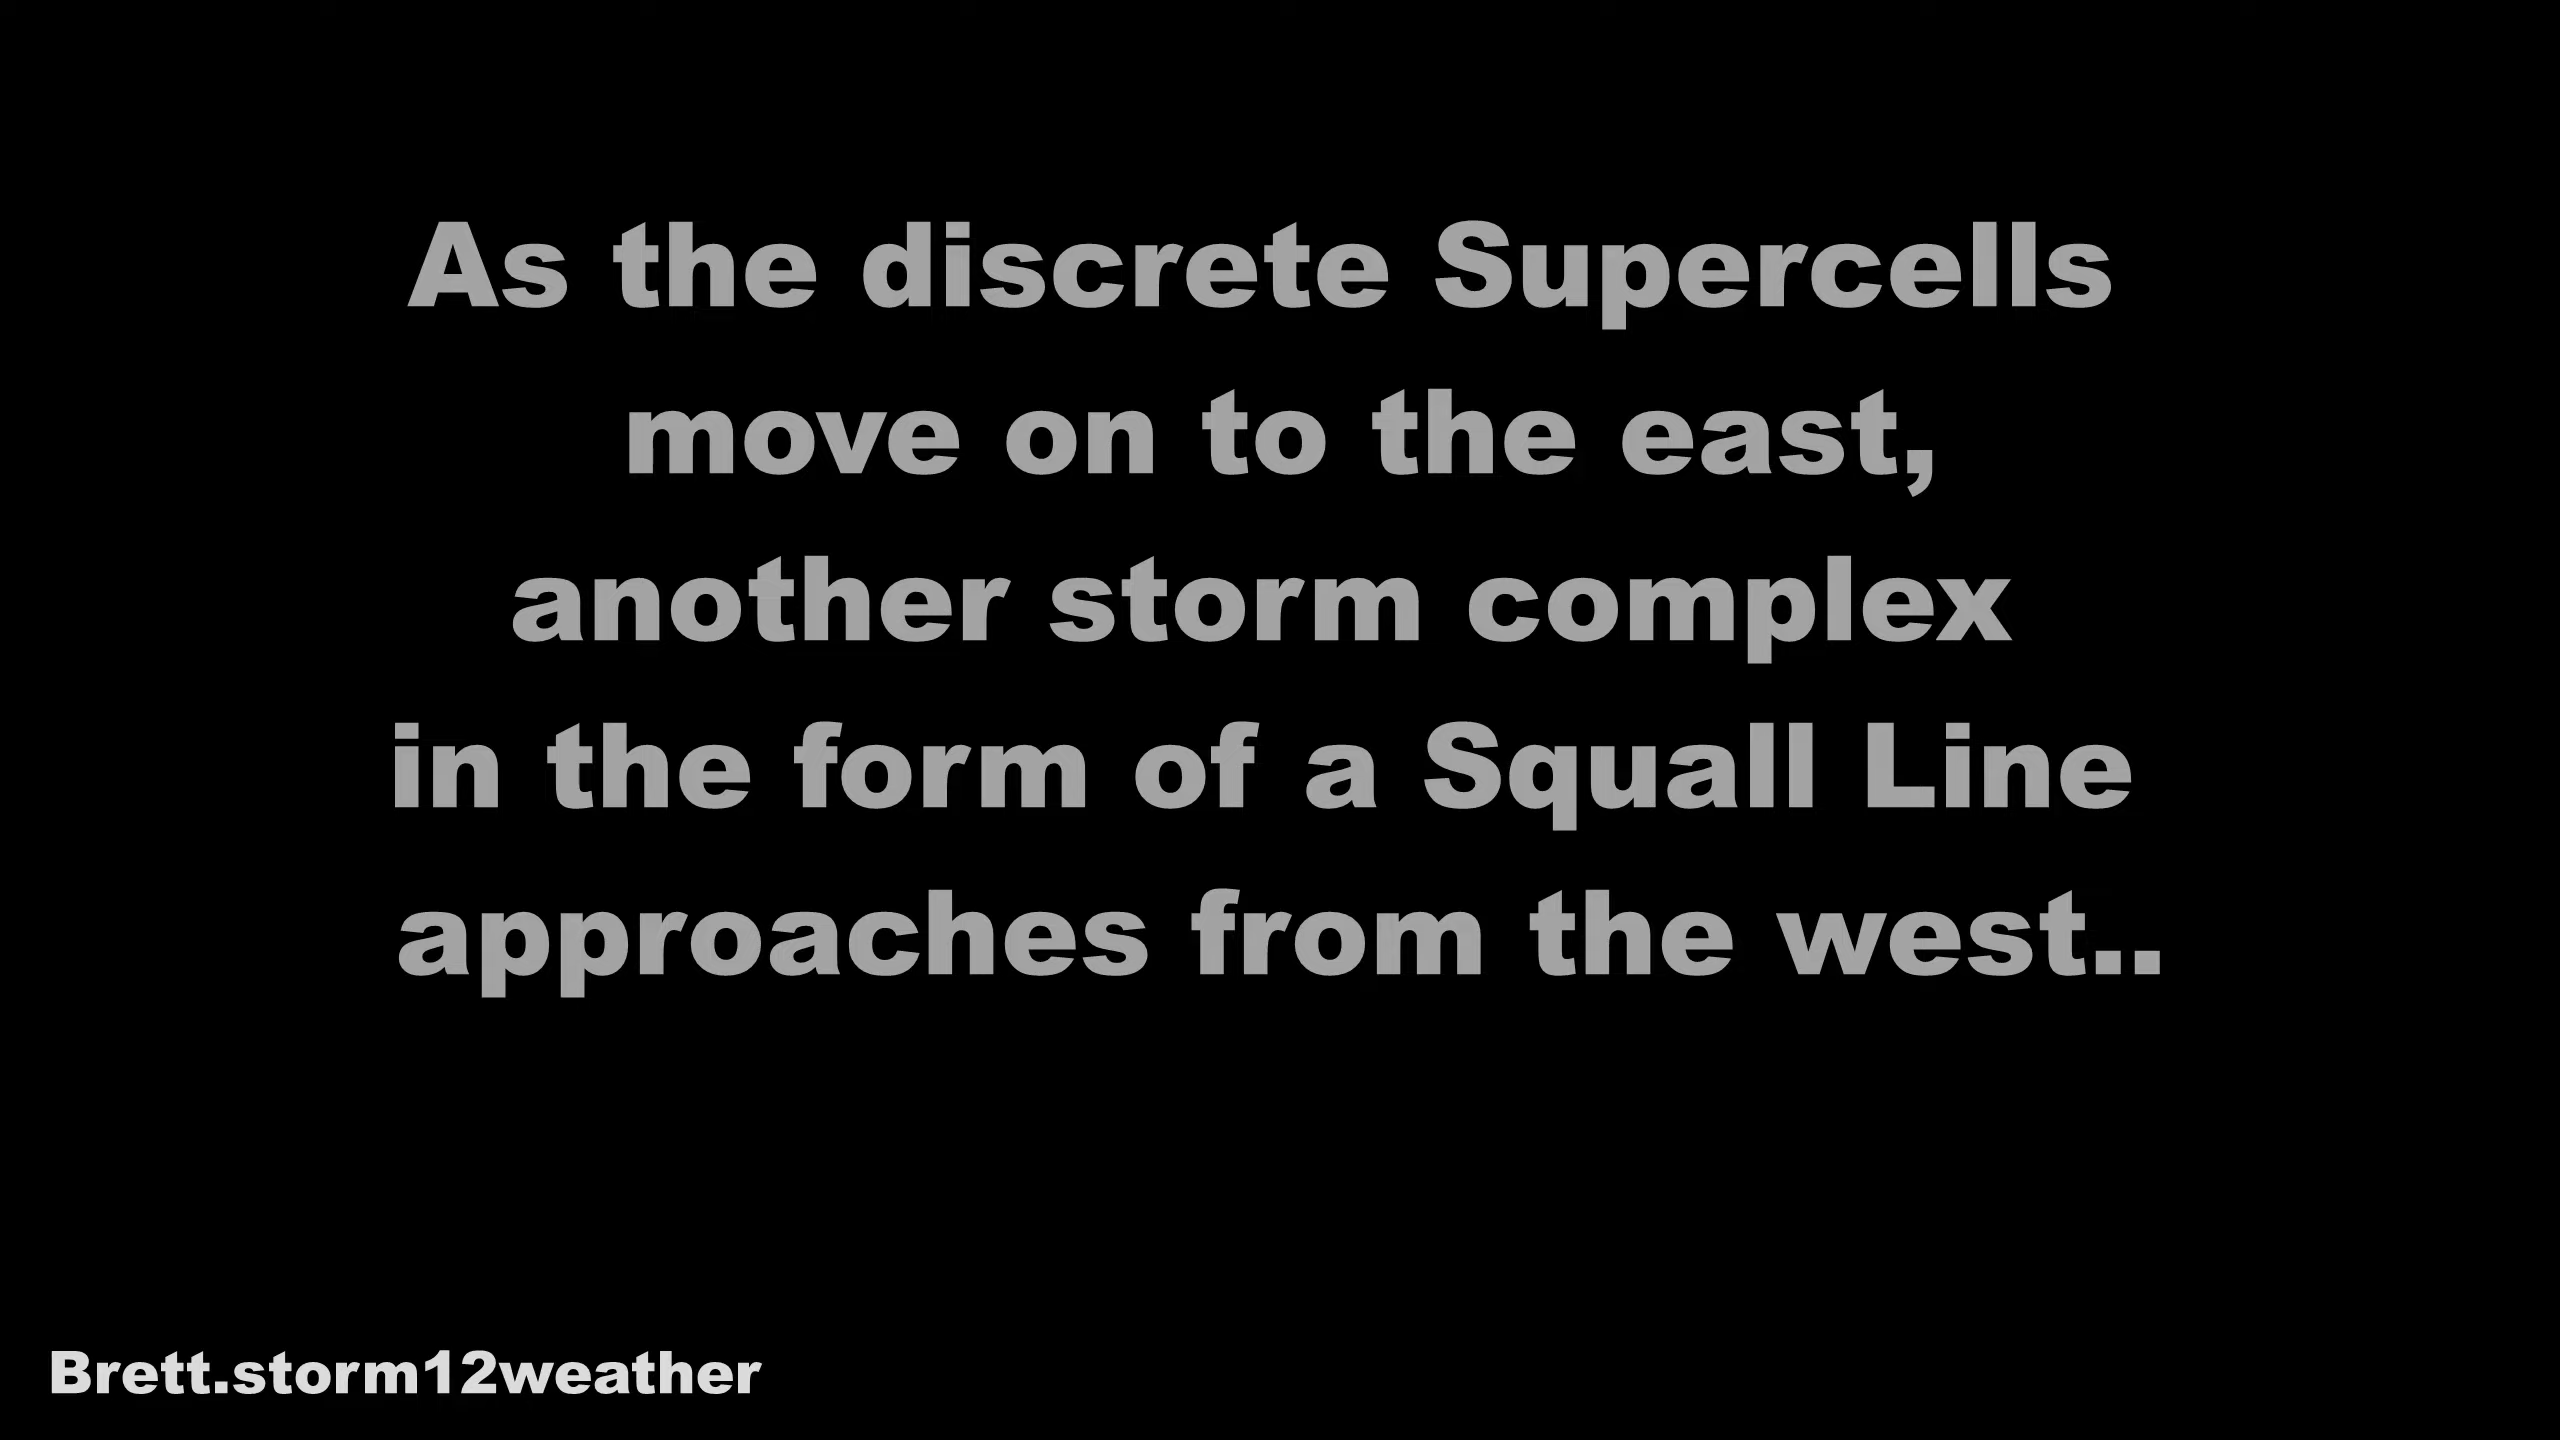 As the discrete Supercells
move on to the east,
another storm complex
in the form of a Squall Line
approaches from the west..
Brett.storm12weather